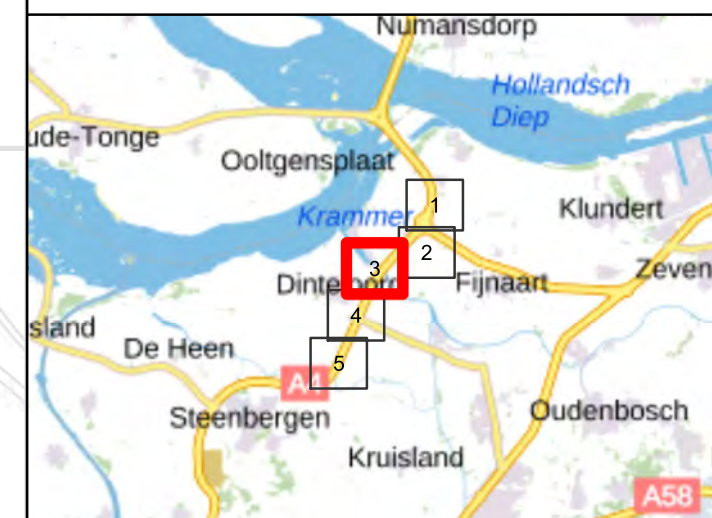 Numansdorp
Hollandsch
Diep
ude-Tonge
Ooltgensplaat
1
Klundert
Krammer
2
3
Zeven
Fijnaart
4
sland
De Heen
5
A4
Steenbergen
Oudenbosch
Kruisland
A58